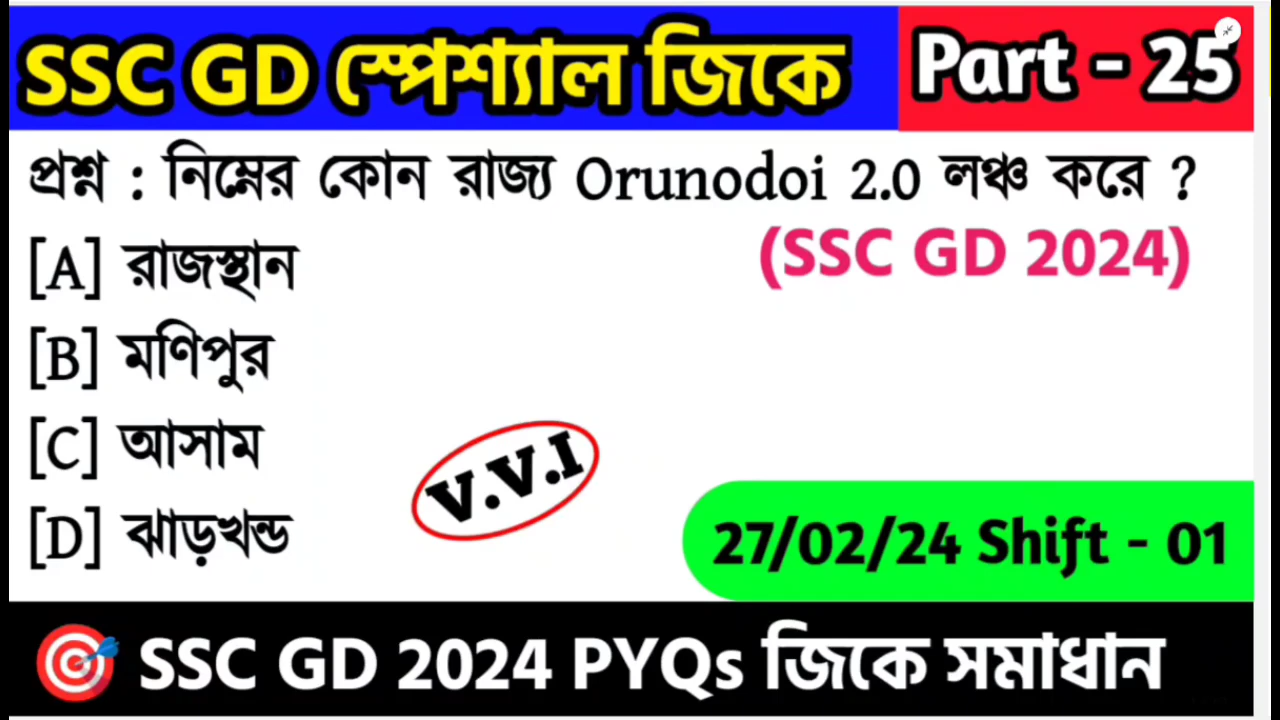 SSC GD স্পেশ্যাল জিকে
Part - 25
প্রশ্ন : নিম্নের কোন রাজ্য Orunodoi 2.0 লঞ্চ করে ?
(SSC GD 2024)
[A] রাজস্থান
[B] মণিপুর
[C] আসাম
[D] ঝাড়খন্ড
V.V.I
27/02/24 Shift - 01
SSC GD 2024 PYQs জিকে সমাধান